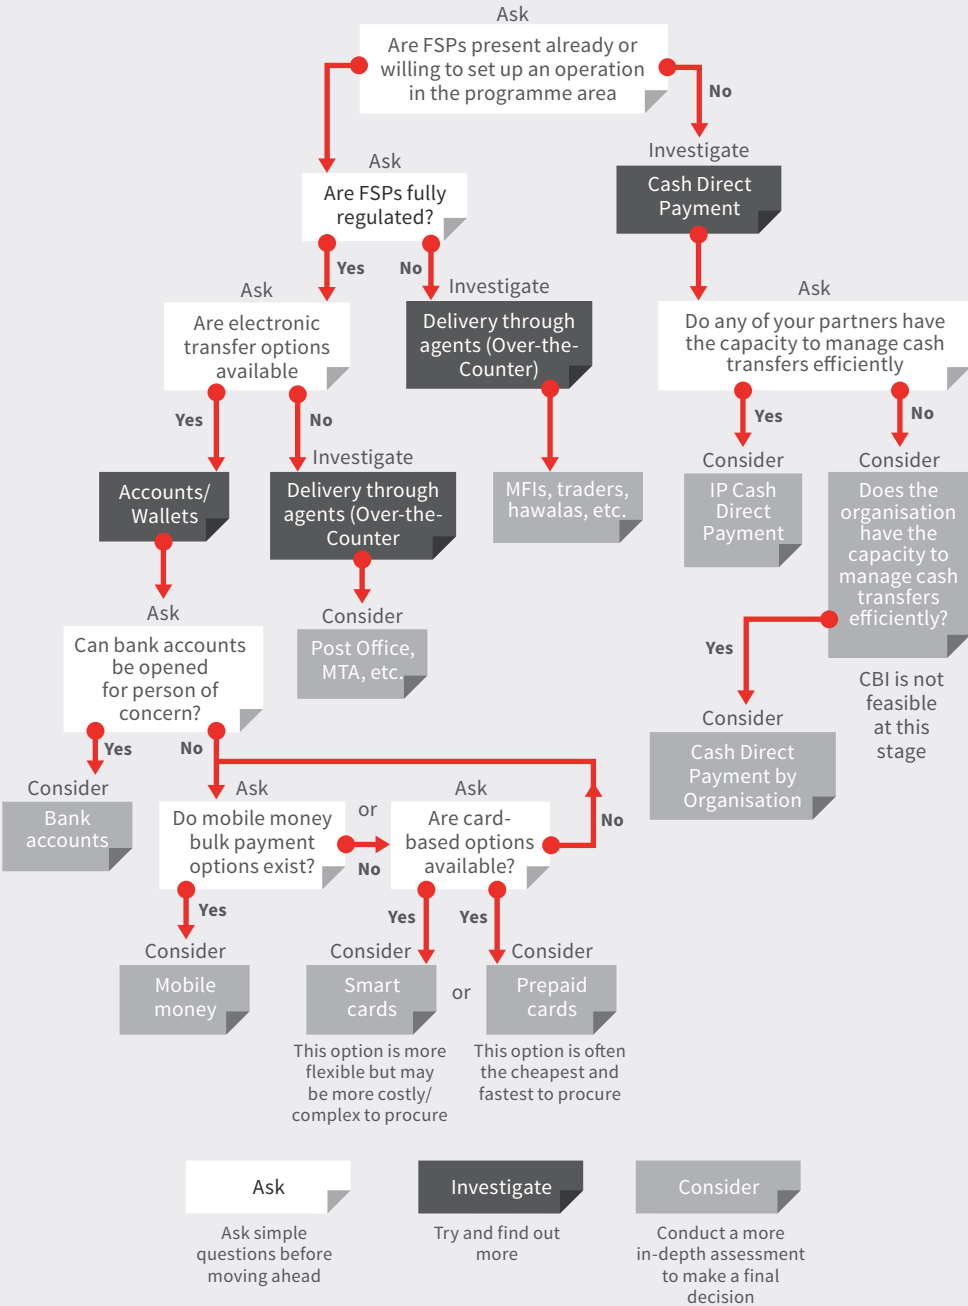 Ask
Are FSPs present already or
willing to set up an operation
in the programme area
No
Investigate
Cash Direct
Payment
Ask
Are FSPs fully
regulated?
Yes
No
Ask
Are electronic
transfer options
available
Investigate
Delivery through
agents (Over-the-
Counter)
Ask
Do any of your partners have
the capacity to manage cash
transfers efficiently
Yes
No
Yes
No
Accounts/
Wallets
Investigate
Delivery through
agents (Over-the-
Counter
MFIs, traders,
hawalas, etc.
Consider
IP Cash
Direct
Payment
Consider
Does the
organisation
have the
capacity to
manage cash
transfers
efficiently?
Ask
Can bank accounts
be opened
for person of
concern?
Consider
Post Office,
MTA, etc.
Yes
CBI is not
feasible
at this
stage
Consider
Cash Direct
Payment by
Organisation
Yes
No
Consider
Bank
accounts
Ask
Do mobile money
bulk payment
options exist?
or
No
Ask
Are card-
based options
available?
No
Yes
Yes
Yes
Consider
Mobile
money
Consider
Smart
cards
or
Consider
Prepaid
cards
This option is more
flexible but may
be more costly/
complex to procure
This option is often
the cheapest and
fastest to procure
Ask
Ask simple
questions before
moving ahead
Investigate
Try and find out
more
Consider
Conduct a more
in-depth assessment
to make a final
decision